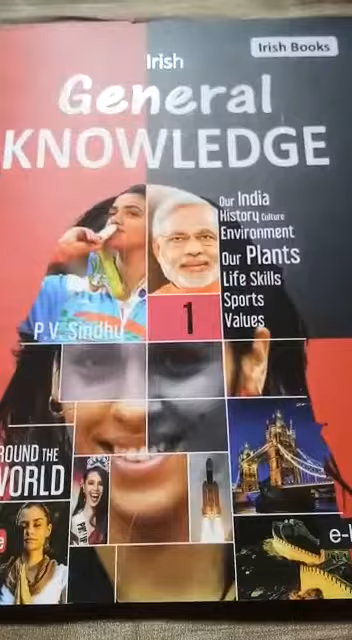 Irish Books
Irish
General
KNOWLEDGE
Our India
History Culture
Environment
Our Plants
Life Skills
Sports
Values
1
P.V. Sindhu
ROUND THE
WORLD